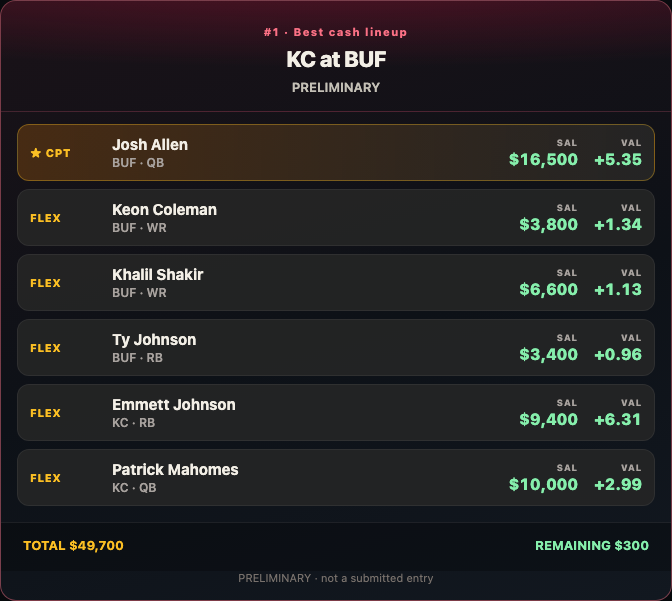 #1 · Best cash lineup
KC at BUF
PRELIMINARY
★ CPT
Josh Allen
BUF · QB
SAL
$16,500
VAL
+5.35
FLEX
Keon Coleman
BUF · WR
SAL
$3,800
VAL
+1.34
FLEX
Khalil Shakir
BUF · WR
SAL
$6,600
VAL
+1.13
FLEX
Ty Johnson
BUF · RB
SAL
$3,400
VAL
+0.96
FLEX
Emmett Johnson
KC · RB
SAL
$9,400
VAL
+6.31
FLEX
Patrick Mahomes
KC · QB
SAL
$10,000
VAL
+2.99
TOTAL $49,700
REMAINING $300
PRELIMINARY · not a submitted entry